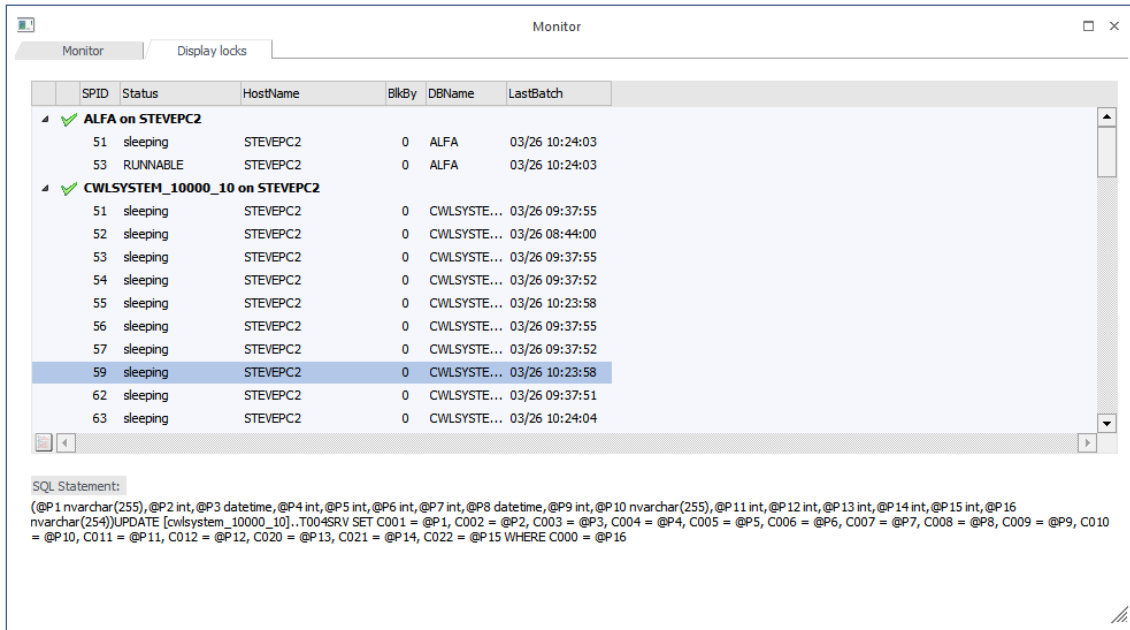 Monitor
Monitor Display locks
SPID Status HostName BlkBy DBName LastBatch
ALFA on STEVEPC2
51 sleeping STEVEPC2 0 ALFA 03/26 10:24:03
53 RUNNABLE STEVEPC2 0 ALFA 03/26 10:24:03
CWLSYSTEM_10000_10 on STEVEPC2
51 sleeping STEVEPC2 0 CWLSYSTE... 03/26 09:37:55
52 sleeping STEVEPC2 0 CWLSYSTE... 03/26 08:44:00
53 sleeping STEVEPC2 0 CWLSYSTE... 03/26 09:37:55
54 sleeping STEVEPC2 0 CWLSYSTE... 03/26 09:37:52
55 sleeping STEVEPC2 0 CWLSYSTE... 03/26 10:23:58
56 sleeping STEVEPC2 0 CWLSYSTE... 03/26 09:37:55
57 sleeping STEVEPC2 0 CWLSYSTE... 03/26 09:37:52
59 sleeping STEVEPC2 0 CWLSYSTE... 03/26 10:23:58
62 sleeping STEVEPC2 0 CWLSYSTE... 03/26 09:37:51
63 sleeping STEVEPC2 0 CWLSYSTE... 03/26 10:24:04
SQL Statement:
(@P1 nvarchar(255),@P2 int,@P3 datetime,@P4 int,@P5 int,@P6 int,@P7 int,@P8 datetime,@P9 int,@P10 nvarchar(255),@P11 int,@P12 int,@P13 int,@P14 int,@P15 int,@P16
nvarchar(254))UPDATE [cwlsystem_10000_10]..T004SRV SET C001 = @P1, C002 = @P2, C003 = @P3, C004 = @P4, C005 = @P5, C006 = @P6, C007 = @P7, C008 = @P8, C009 = @P9, C010
= @P10, C011 = @P11, C012 = @P12, C020 = @P13, C021 = @P14, C022 = @P15 WHERE C000 = @P16